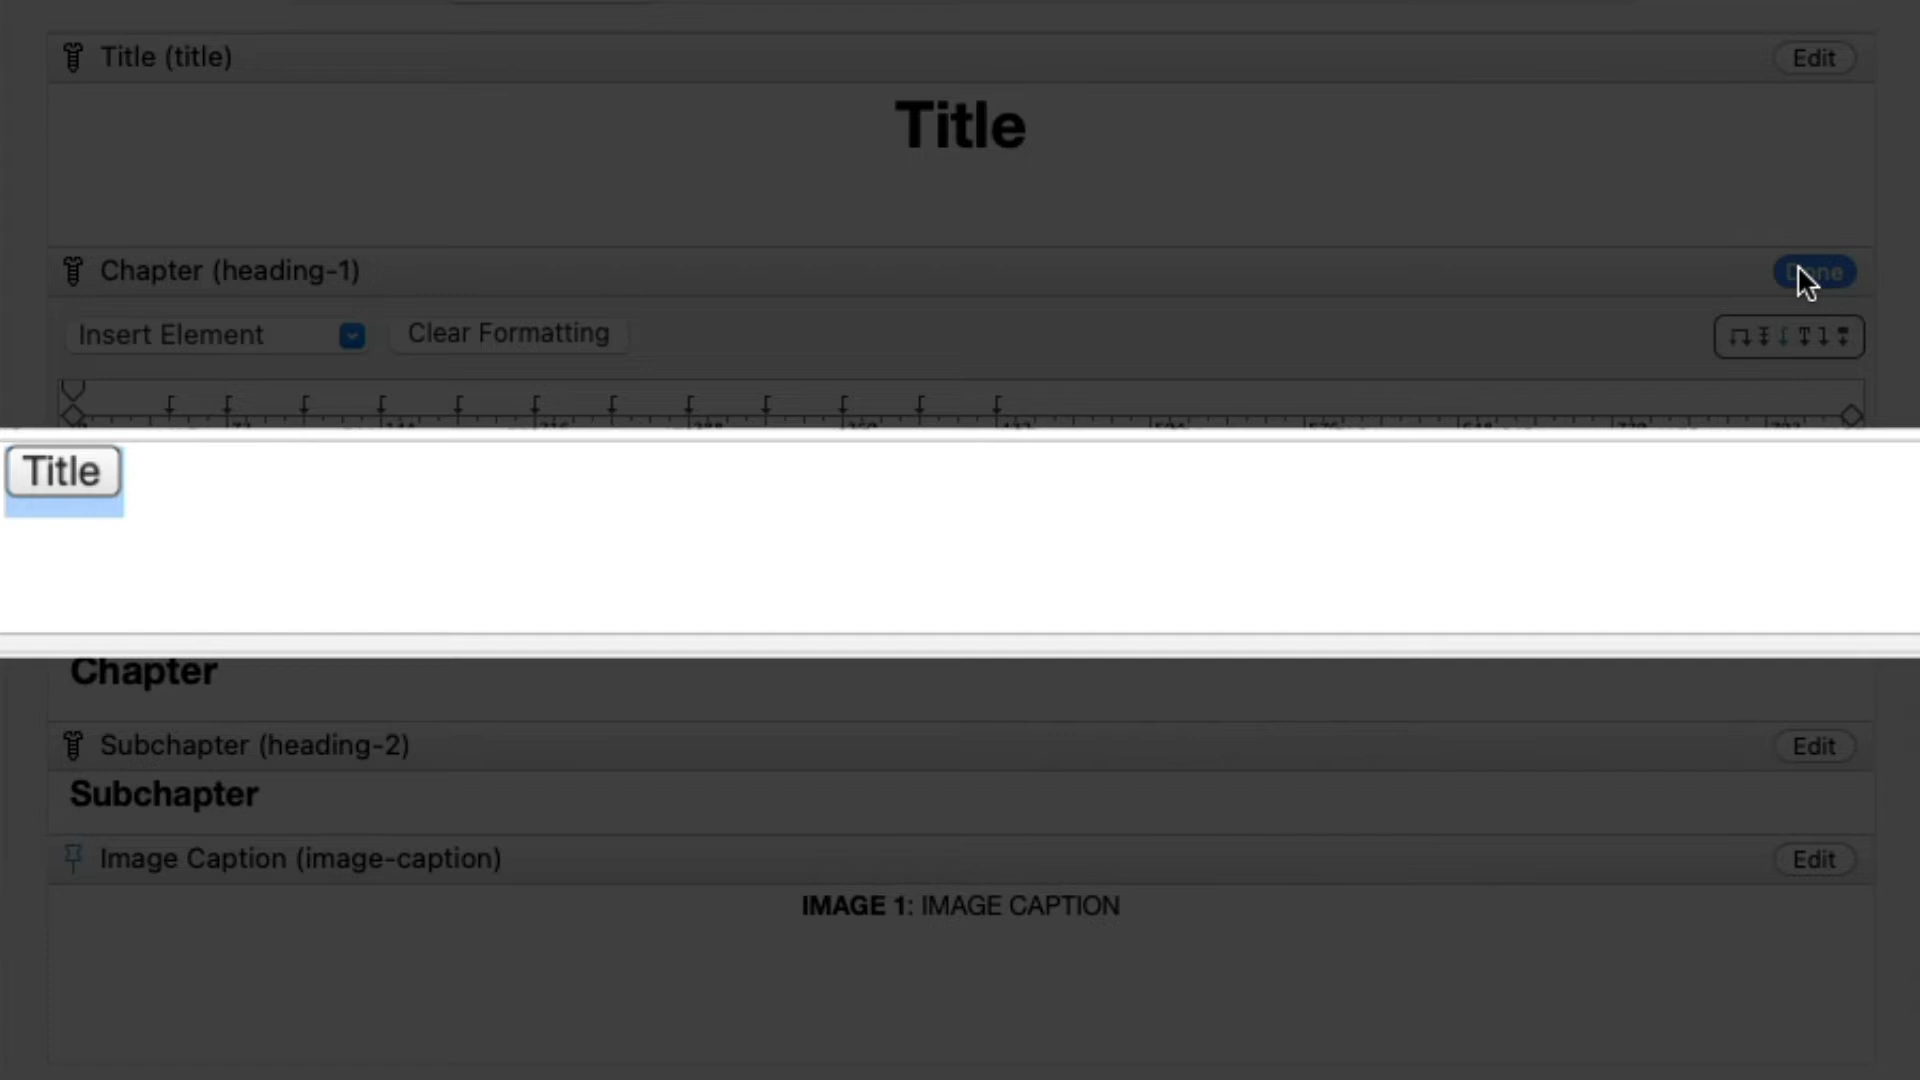 Title (title)
Edit
Title
Chapter (heading-1)
Done
Insert Element
Clear Formatting
Title
Chapter
Subchapter (heading-2)
Edit
Subchapter
Image Caption (image-caption)
Edit
IMAGE 1: IMAGE CAPTION